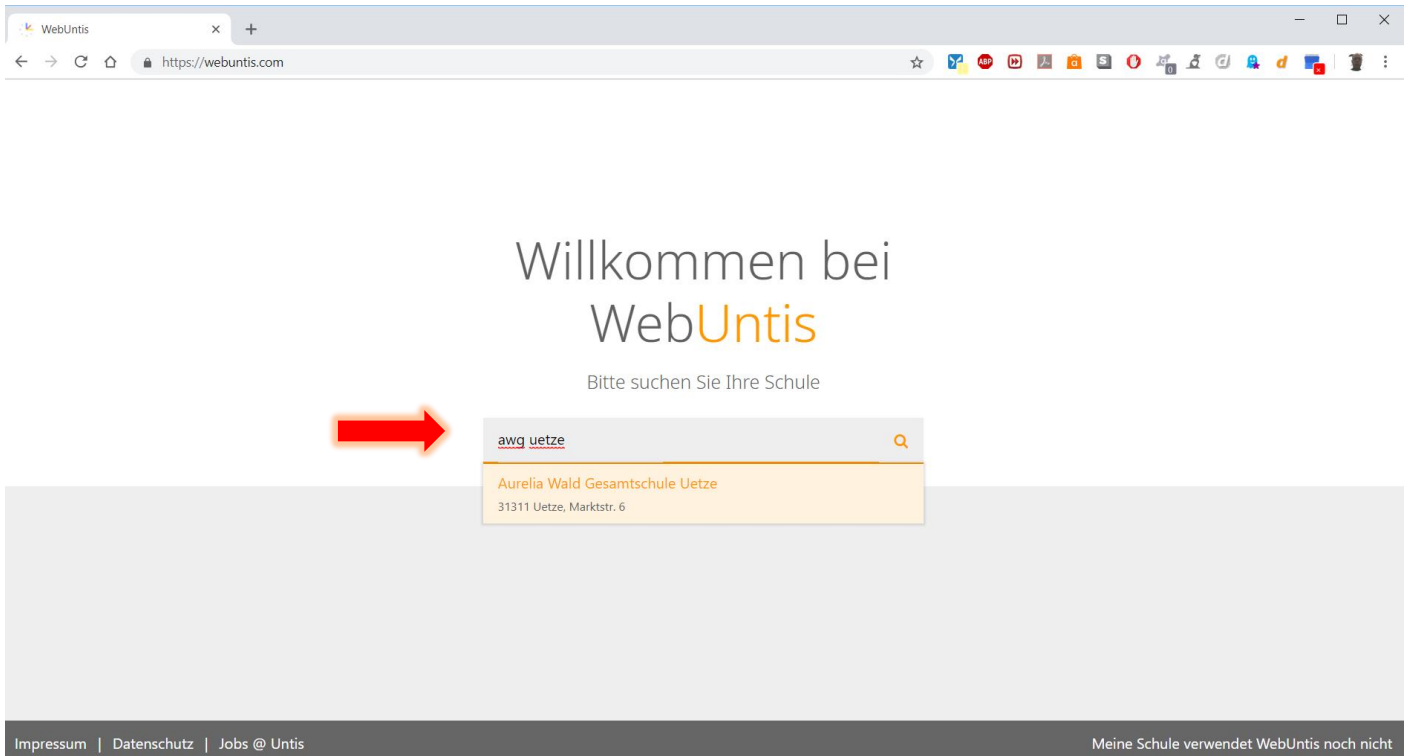 WebUntis
https://webuntis.com
Willkommen bei
WebUntis
Bitte suchen Sie Ihre Schule
awg uetze
Aurelia Wald Gesamtschule Uetze
31311 Uetze, Marktstr. 6
Impressum | Datenschutz | Jobs @ Untis
Meine Schule verwendet WebUntis noch nicht